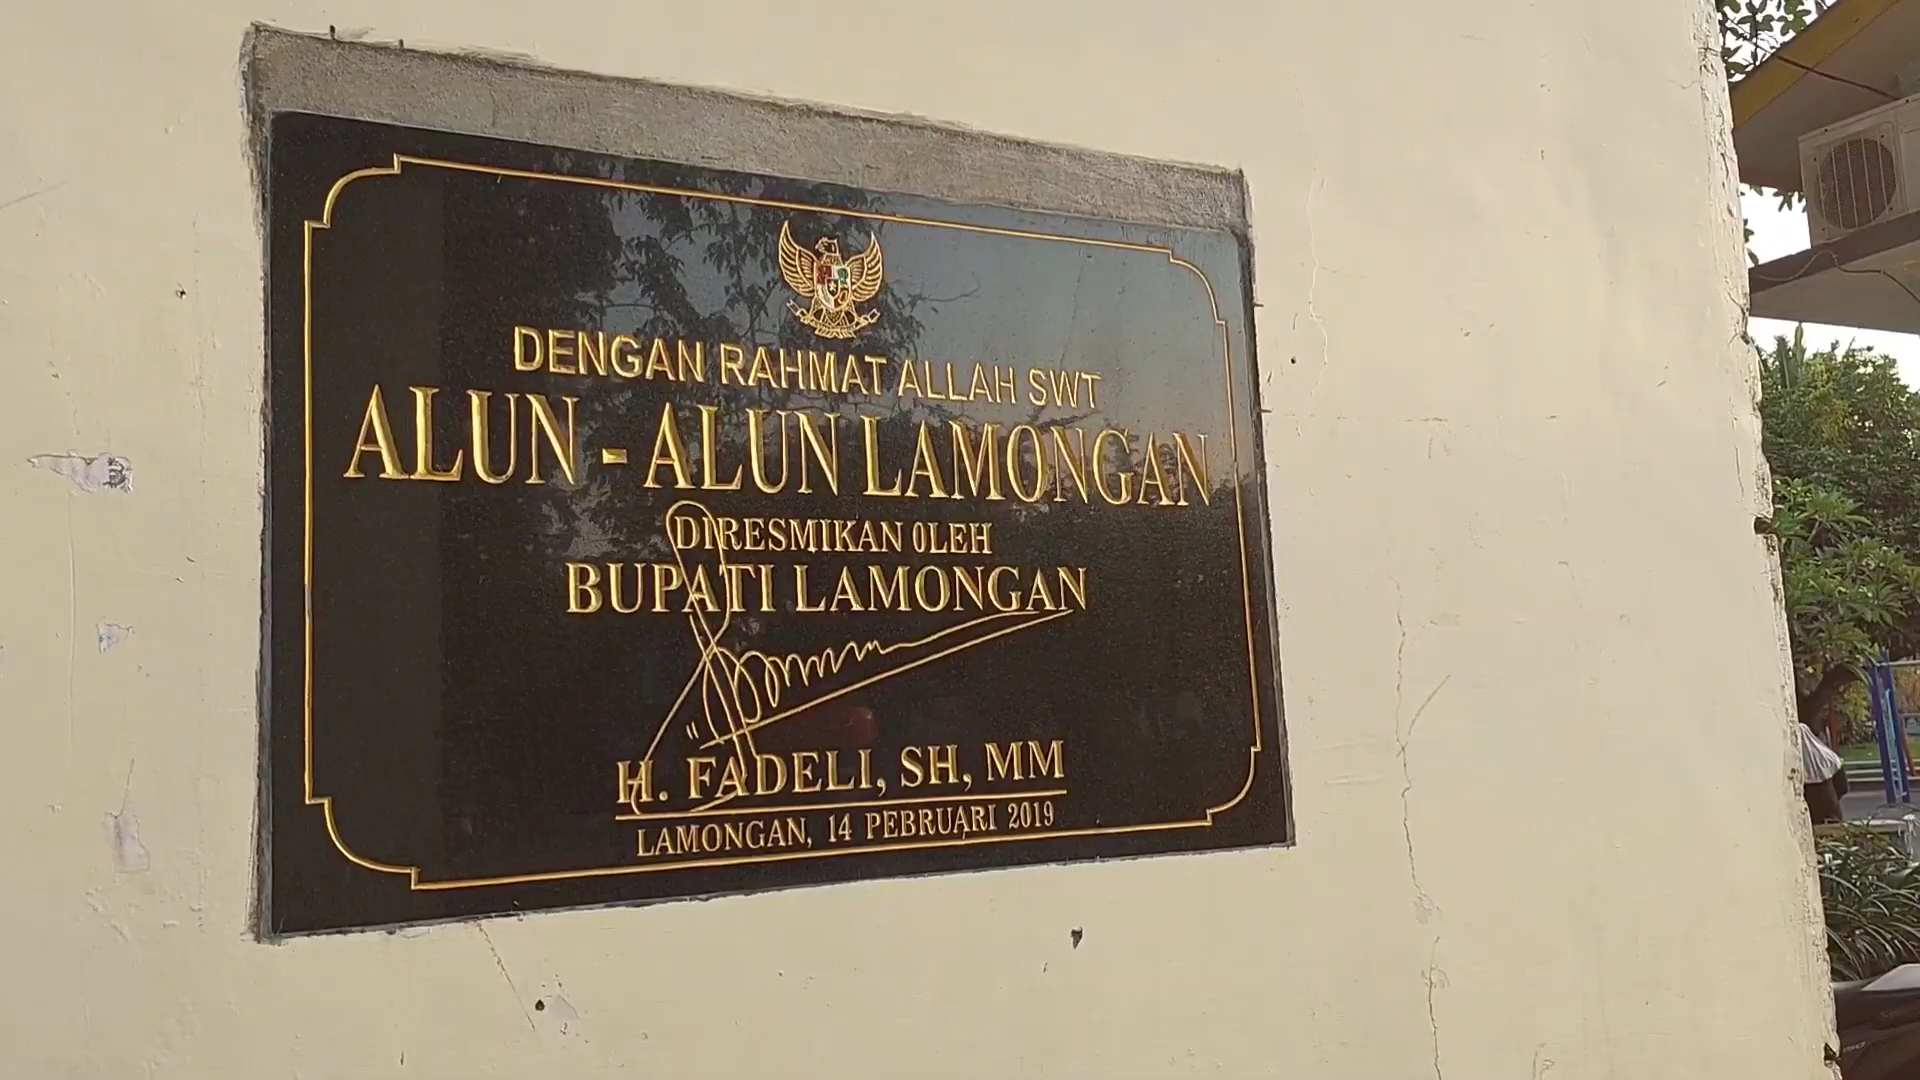 DENGAN RAHMAT ALLAH SWT
ALUN - ALUN LAMONGAN
DIRESMIKAN OLEH
BUPATI LAMONGAN
H. FADELI, SH, MM
LAMONGAN, 14 PEBRUARI 2019